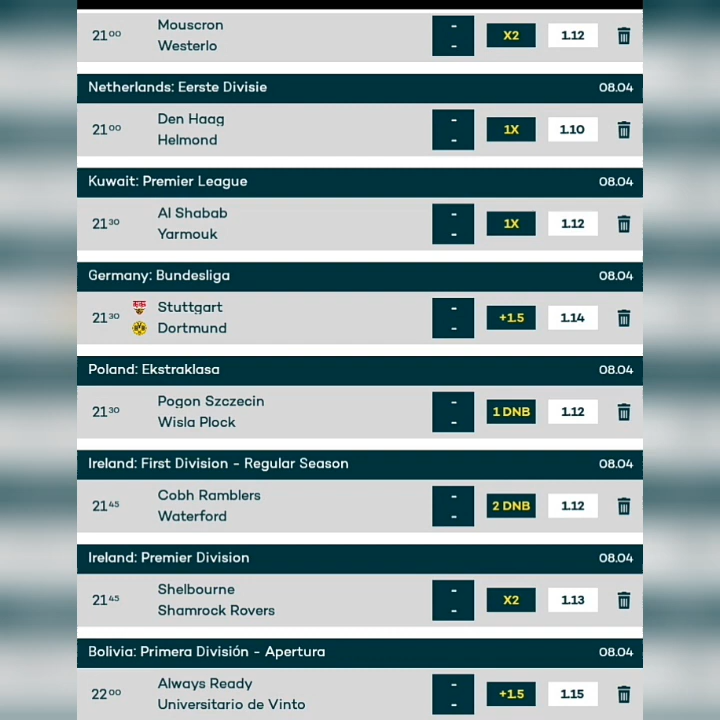 21⁰⁰ Mouscron - X2 1.12
Westerlo -
Netherlands: Eerste Divisie 08.04
21⁰⁰ Den Haag - 1X 1.10
Helmond -
Kuwait: Premier League 08.04
21³⁰ Al Shabab - 1X 1.12
Yarmouk -
Germany: Bundesliga 08.04
21³⁰ Stuttgart - +1.5 1.14
Dortmund -
Poland: Ekstraklasa 08.04
21³⁰ Pogon Szczecin - 1 DNB 1.12
Wisla Plock -
Ireland: First Division - Regular Season 08.04
21⁴⁵ Cobh Ramblers - 2 DNB 1.12
Waterford -
Ireland: Premier Division 08.04
21⁴⁵ Shelbourne - X2 1.13
Shamrock Rovers -
Bolivia: Primera División - Apertura 08.04
22⁰⁰ Always Ready - +1.5 1.15
Universitario de Vinto -